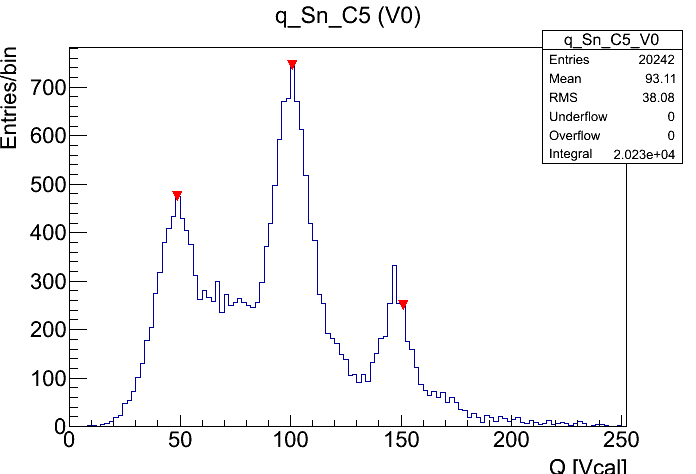 q_Sn_C5 (V0)
Entries/bin
q_Sn_C5_V0
Entries 20242
Mean 93.11
RMS 38.08
Underflow 0
Overflow 0
Integral 2.023e+04
700
600
500
400
300
200
100
0
0 50 100 150 200 250
Q [Vcal]